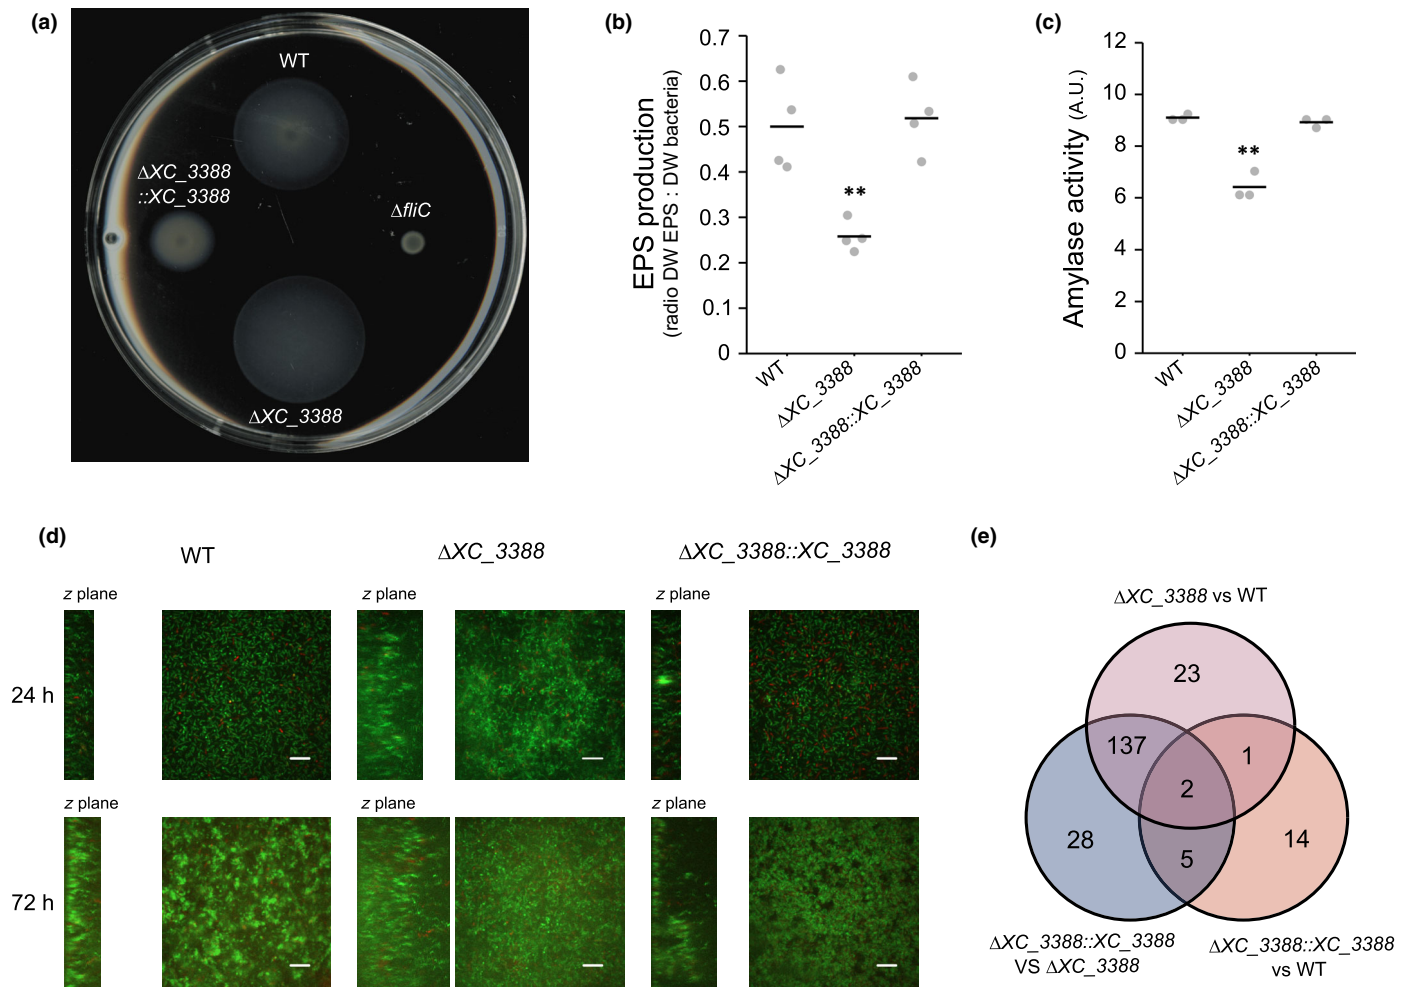 (a)
WT
ΔXC_3388
::XC_3388
ΔfliC
ΔXC_3388
(b)
EPS production
(radio DW EPS : DW bacteria)
0.7
0.6
0.5
0.4
0.3
0.2
0.1
0
**
WT
ΔXC_3388
ΔXC_3388::XC_3388
(c)
Amylase activity (A.U.)
12
10
8
6
4
2
0
**
WT
ΔXC_3388
ΔXC_3388::XC_3388
(d)
WT
ΔXC_3388
ΔXC_3388::XC_3388
z plane
z plane
z plane
24 h
z plane
z plane
z plane
72 h
(e)
ΔXC_3388 vs WT
23
137
1
2
28
5
14
ΔXC_3388::XC_3388
VS ΔXC_3388
ΔXC_3388::XC_3388
vs WT